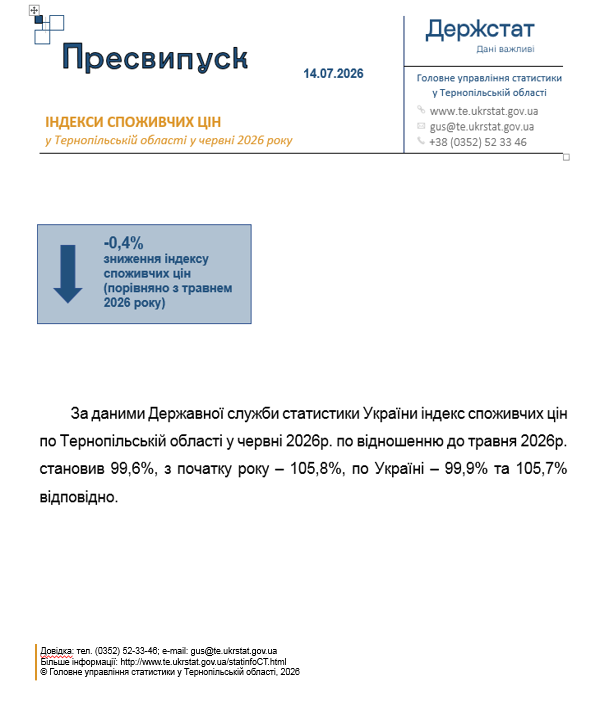 Пресвипуск
14.07.2026
Держстат
Дані важливі
Головне управління статистики
у Тернопільській області
www.te.ukrstat.gov.ua
gus@te.ukrstat.gov.ua
+38 (0352) 52 33 46
ІНДЕКСИ СПОЖИВЧИХ ЦІН
у Тернопільській області у червні 2026 року
-0,4%
зниження індексу
споживчих цін
(порівняно з травнем
2026 року)
За даними Державної служби статистики України індекс споживчих цін
по Тернопільській області у червні 2026р. по відношенню до травня 2026р.
становив 99,6%, з початку року – 105,8%, по Україні – 99,9% та 105,7%
відповідно.
Довідка: тел. (0352) 52-33-46; e-mail: gus@te.ukrstat.gov.ua
Більше інформації: http://www.te.ukrstat.gov.ua/statinfoCT.html
© Головне управління статистики у Тернопільській області, 2026